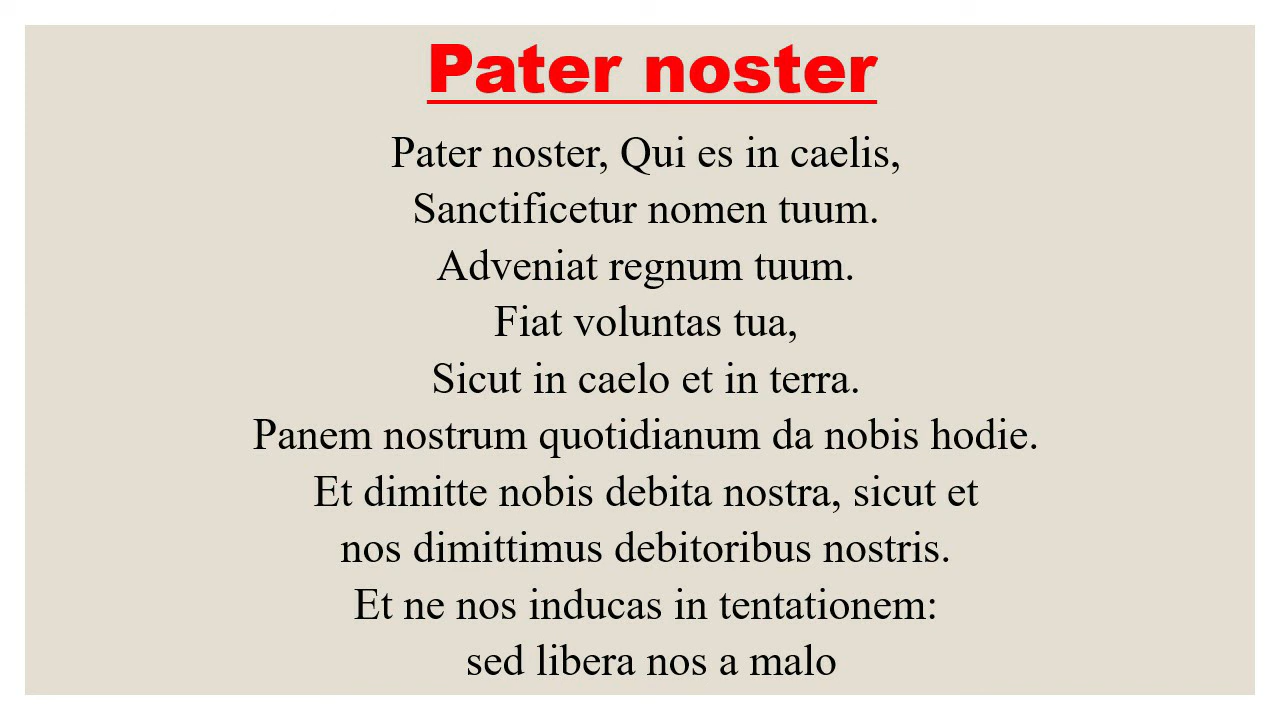 Pater noster
Pater noster, Qui es in caelis,
Sanctificetur nomen tuum.
Adveniat regnum tuum.
Fiat voluntas tua,
Sicut in caelo et in terra.
Panem nostrum quotidianum da nobis hodie.
Et dimitte nobis debita nostra, sicut et
nos dimittimus debitoribus nostris.
Et ne nos inducas in tentationem:
sed libera nos a malo